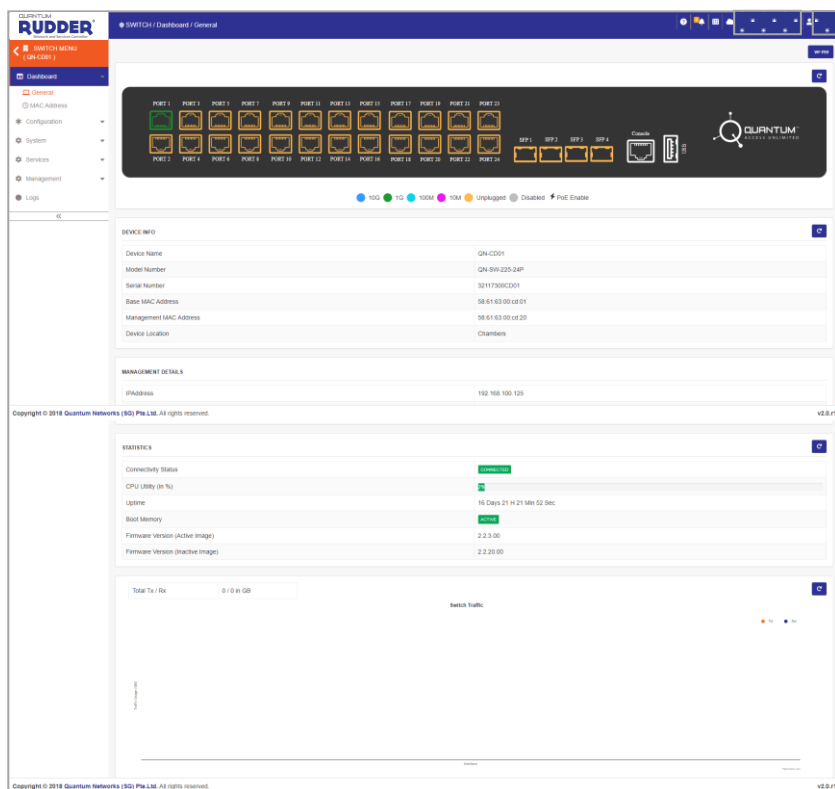 QUANTUM
RUDDER
Network and Services Controller
SWITCH / Dashboard / General
SWITCH MENU
( QN-CD01 )
Dashboard
General
MAC Address
Configuration
System
Services
Management
Logs
PORT 1 PORT 3 PORT 5 PORT 7 PORT 9 PORT 11 PORT 13 PORT 15 PORT 17 PORT 19 PORT 21 PORT 23
PORT 2 PORT 4 PORT 6 PORT 8 PORT 10 PORT 12 PORT 14 PORT 16 PORT 18 PORT 20 PORT 22 PORT 24
SFP 1 SFP 2 SFP 3 SFP 4 Console USB
QUANTUM
ACCESS UNLIMITED
10G 1G 100M 10M Unplugged Disabled PoE Enable
DEVICE INFO
Device Name QN-CD01
Model Number QN-SW-225-24P
Serial Number 32117300CD01
Base MAC Address 58:61:63:00:cd:01
Management MAC Address 58:61:63:00:cd:20
Device Location Chambers
MANAGEMENT DETAILS
IPAddress 192.168.100.125
Copyright © 2018 Quantum Networks (SG) Pte.Ltd. All rights reserved.
STATISTICS
Connectivity Status CONNECTED
CPU Utility (in %)
Uptime 16 Days 21 H 21 Min 52 Sec
Boot Memory ACTIVE
Firmware Version (Active Image) 2.2.3.00
Firmware Version (Inactive Image) 2.2.20.00
Total Tx / Rx 0 / 0 in GB
Switch Traffic
Tx Rx
Copyright © 2018 Quantum Networks (SG) Pte.Ltd. All rights reserved.